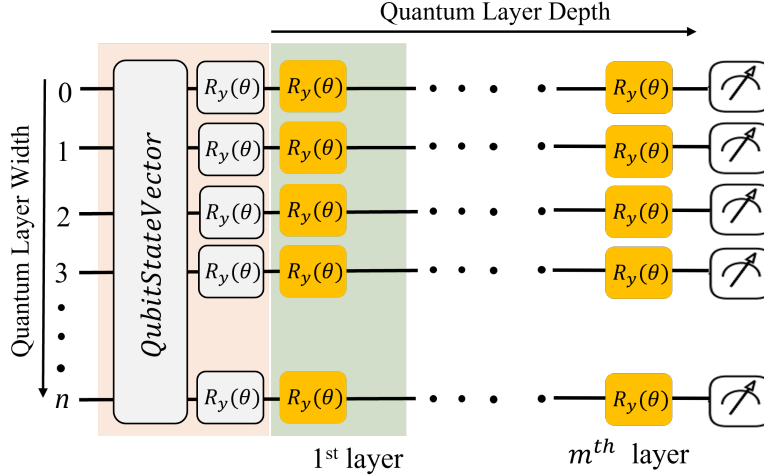 Quantum Layer Depth
Quantum Layer Width
0 R_y(θ) R_y(θ) R_y(θ)
1 R_y(θ) R_y(θ) R_y(θ)
2 R_y(θ) R_y(θ) R_y(θ)
3 R_y(θ) R_y(θ) R_y(θ)
QubitStateVector
n R_y(θ) R_y(θ) R_y(θ)
1st layer
m^th layer